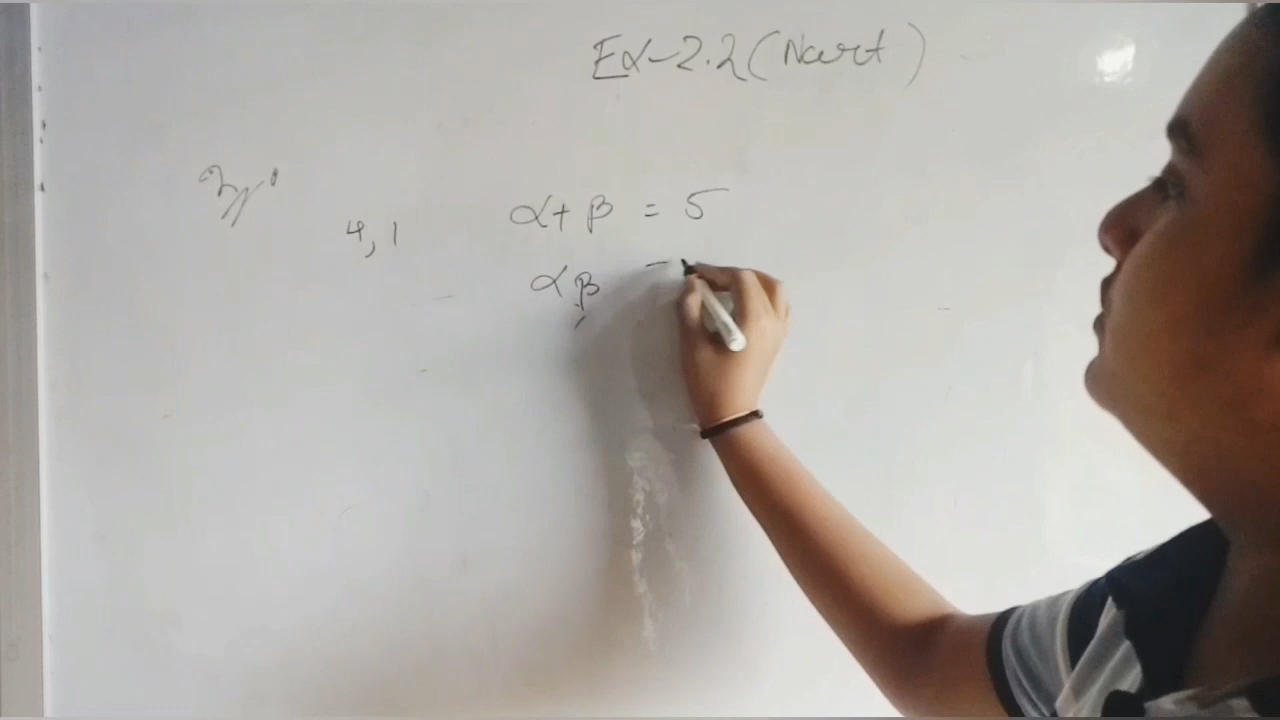 Ex-2.2 (Ncert)
4, 1
α+β = 5
αβ =